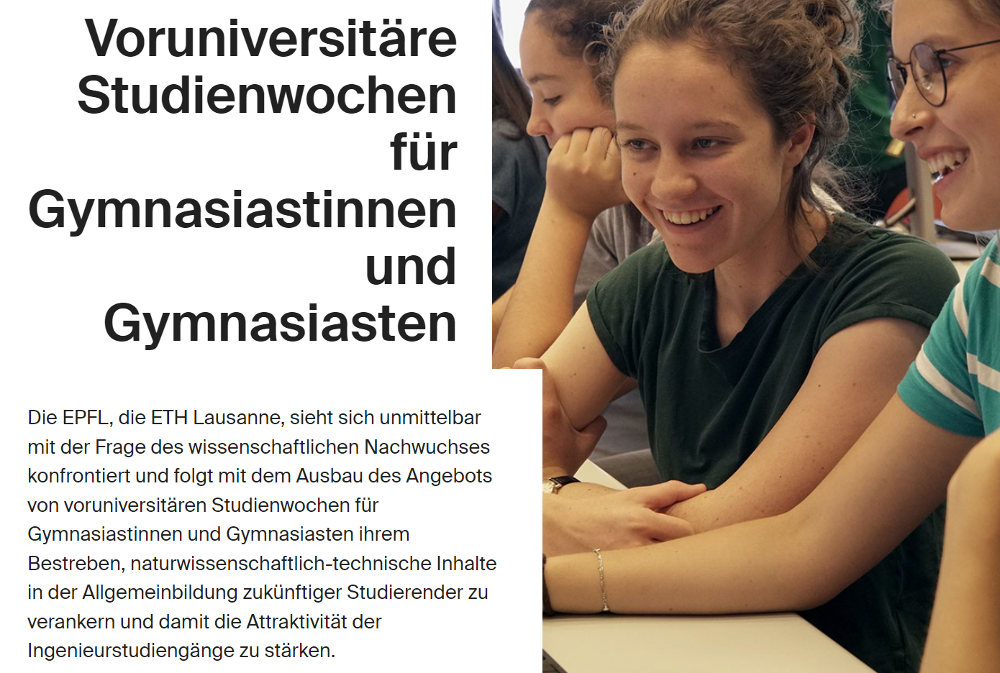 Voruniversitäre
Studienwochen
für
Gymnasiastinnen
und
Gymnasiasten
Die EPFL, die ETH Lausanne, sieht sich unmittelbar
mit der Frage des wissenschaftlichen Nachwuchses
konfrontiert und folgt mit dem Ausbau des Angebots
von voruniversitären Studienwochen für
Gymnasiastinnen und Gymnasiasten ihrem
Bestreben, naturwissenschaftlich-technische Inhalte
in der Allgemeinbildung zukünftiger Studierender zu
verankern und damit die Attraktivität der
Ingenieurstudiengänge zu stärken.